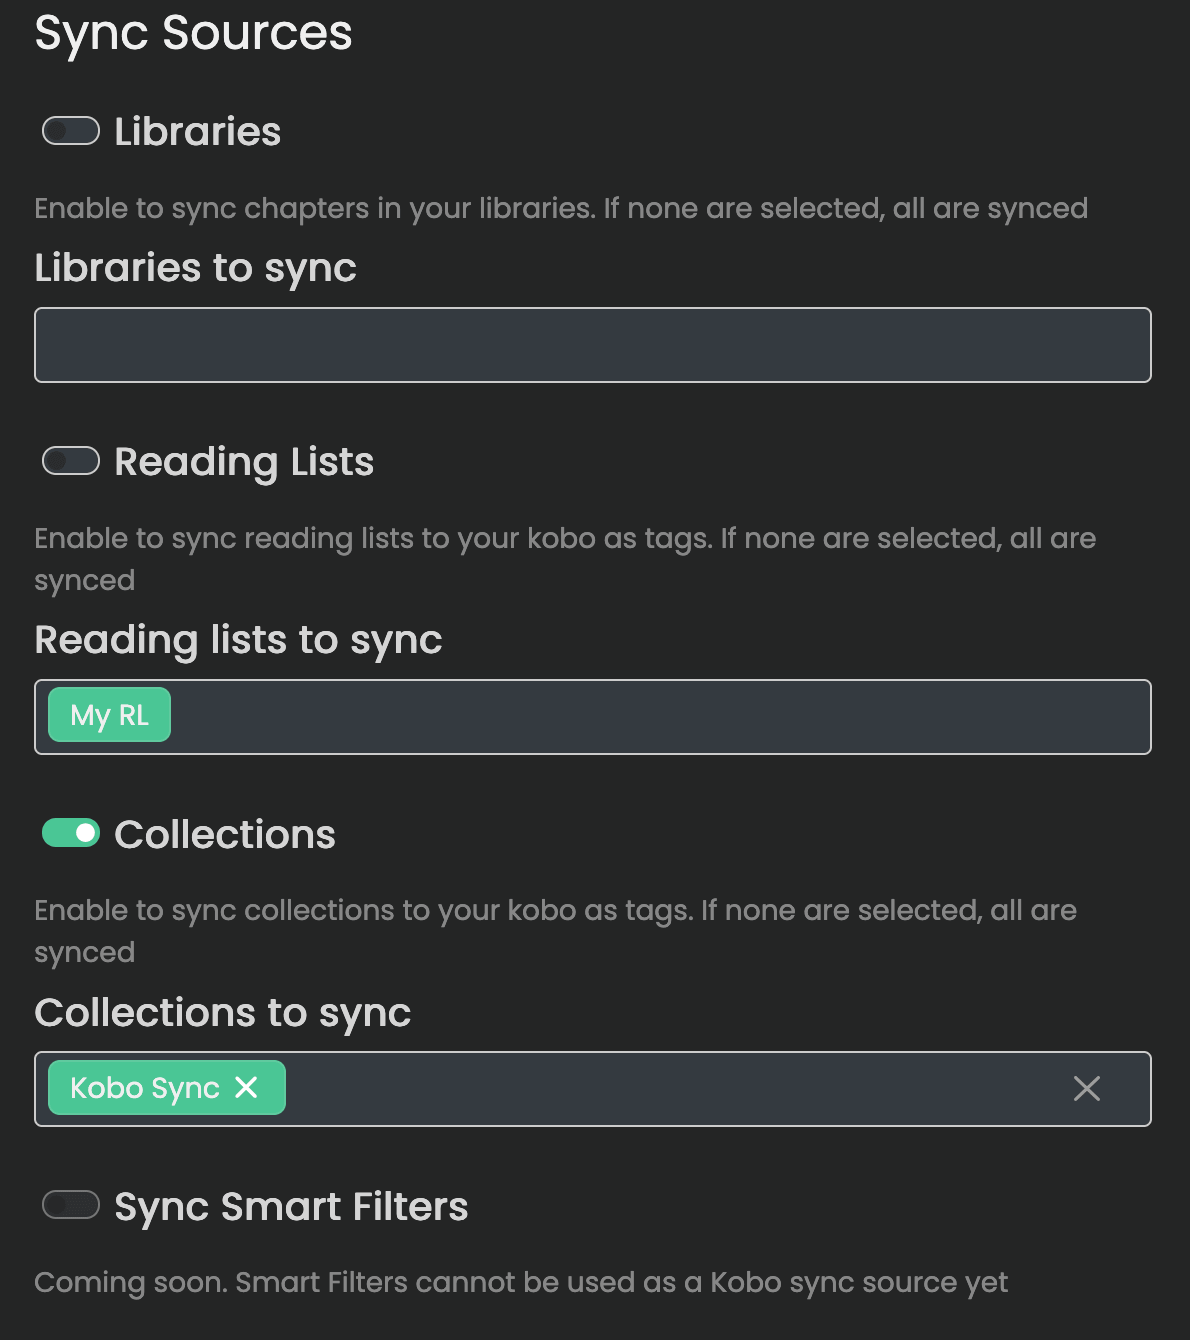 Sync Sources
Libraries
Enable to sync chapters in your libraries. If none are selected, all are synced
Libraries to sync
Reading Lists
Enable to sync reading lists to your kobo as tags. If none are selected, all are
synced
Reading lists to sync
My RL
Collections
Enable to sync collections to your kobo as tags. If none are selected, all are
synced
Collections to sync
Kobo Sync
Sync Smart Filters
Coming soon. Smart Filters cannot be used as a Kobo sync source yet